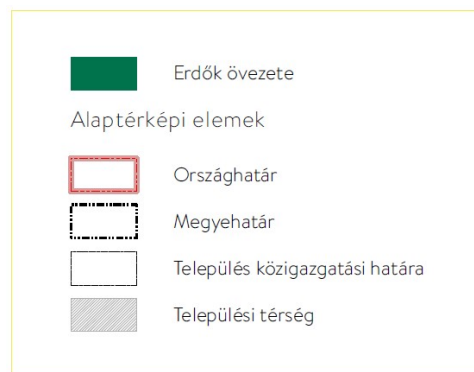 Erdők övezete
Alaptérképi elemek
Országhatár
Megyehatár
Település közigazgatási határa
Települési térség